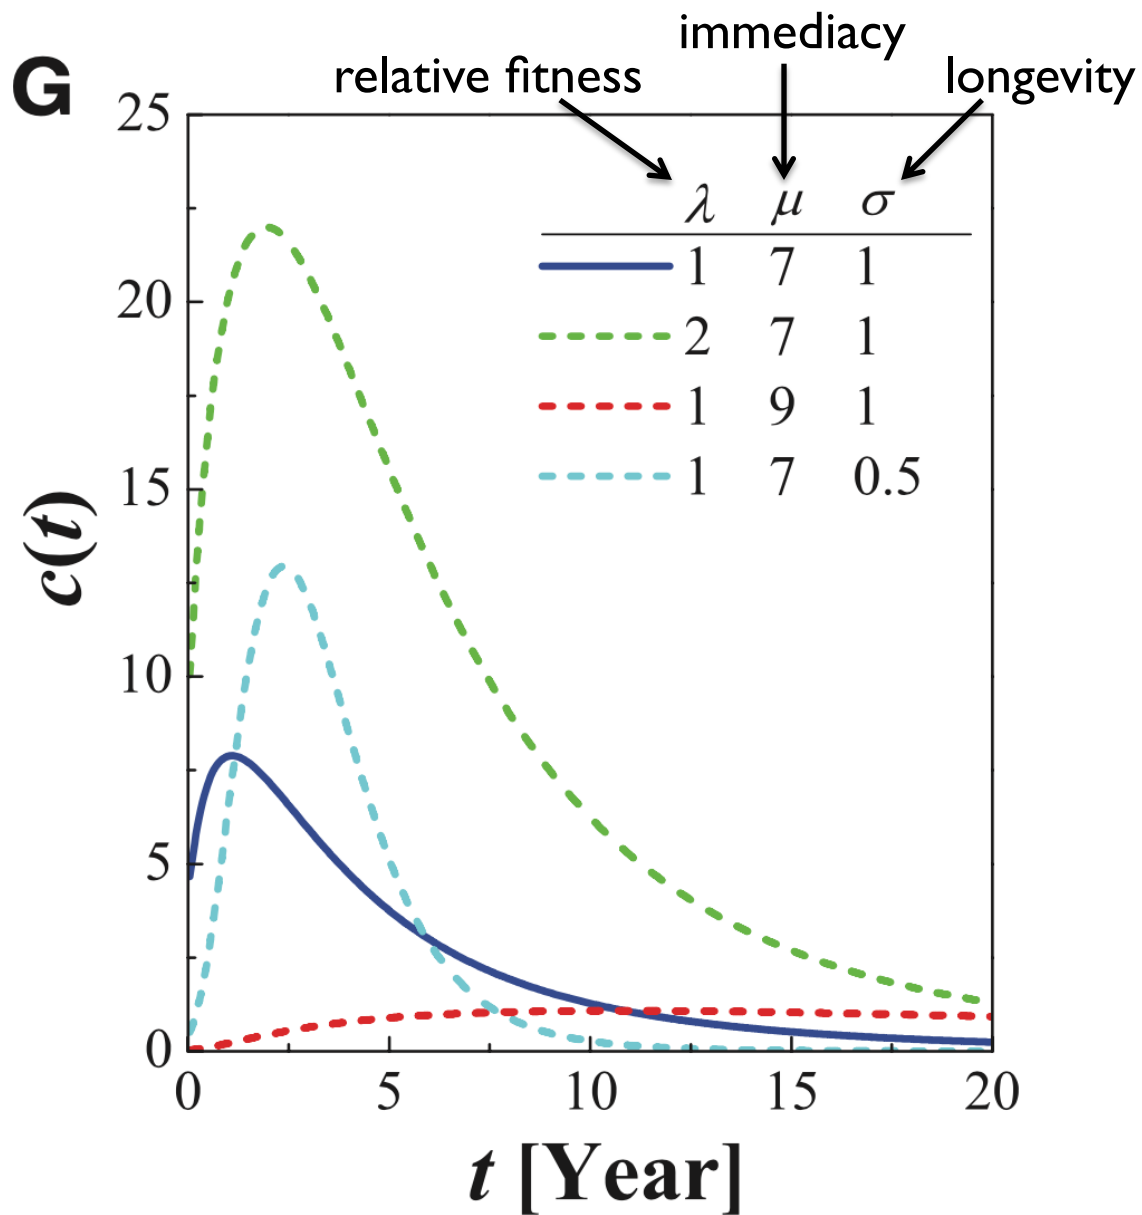 G
immediacy
relative fitness
longevity
λ μ σ
1 7 1
2 7 1
1 9 1
1 7 0.5
25
20
15
10
5
0
c(t)
0 5 10 15 20
t [Year]